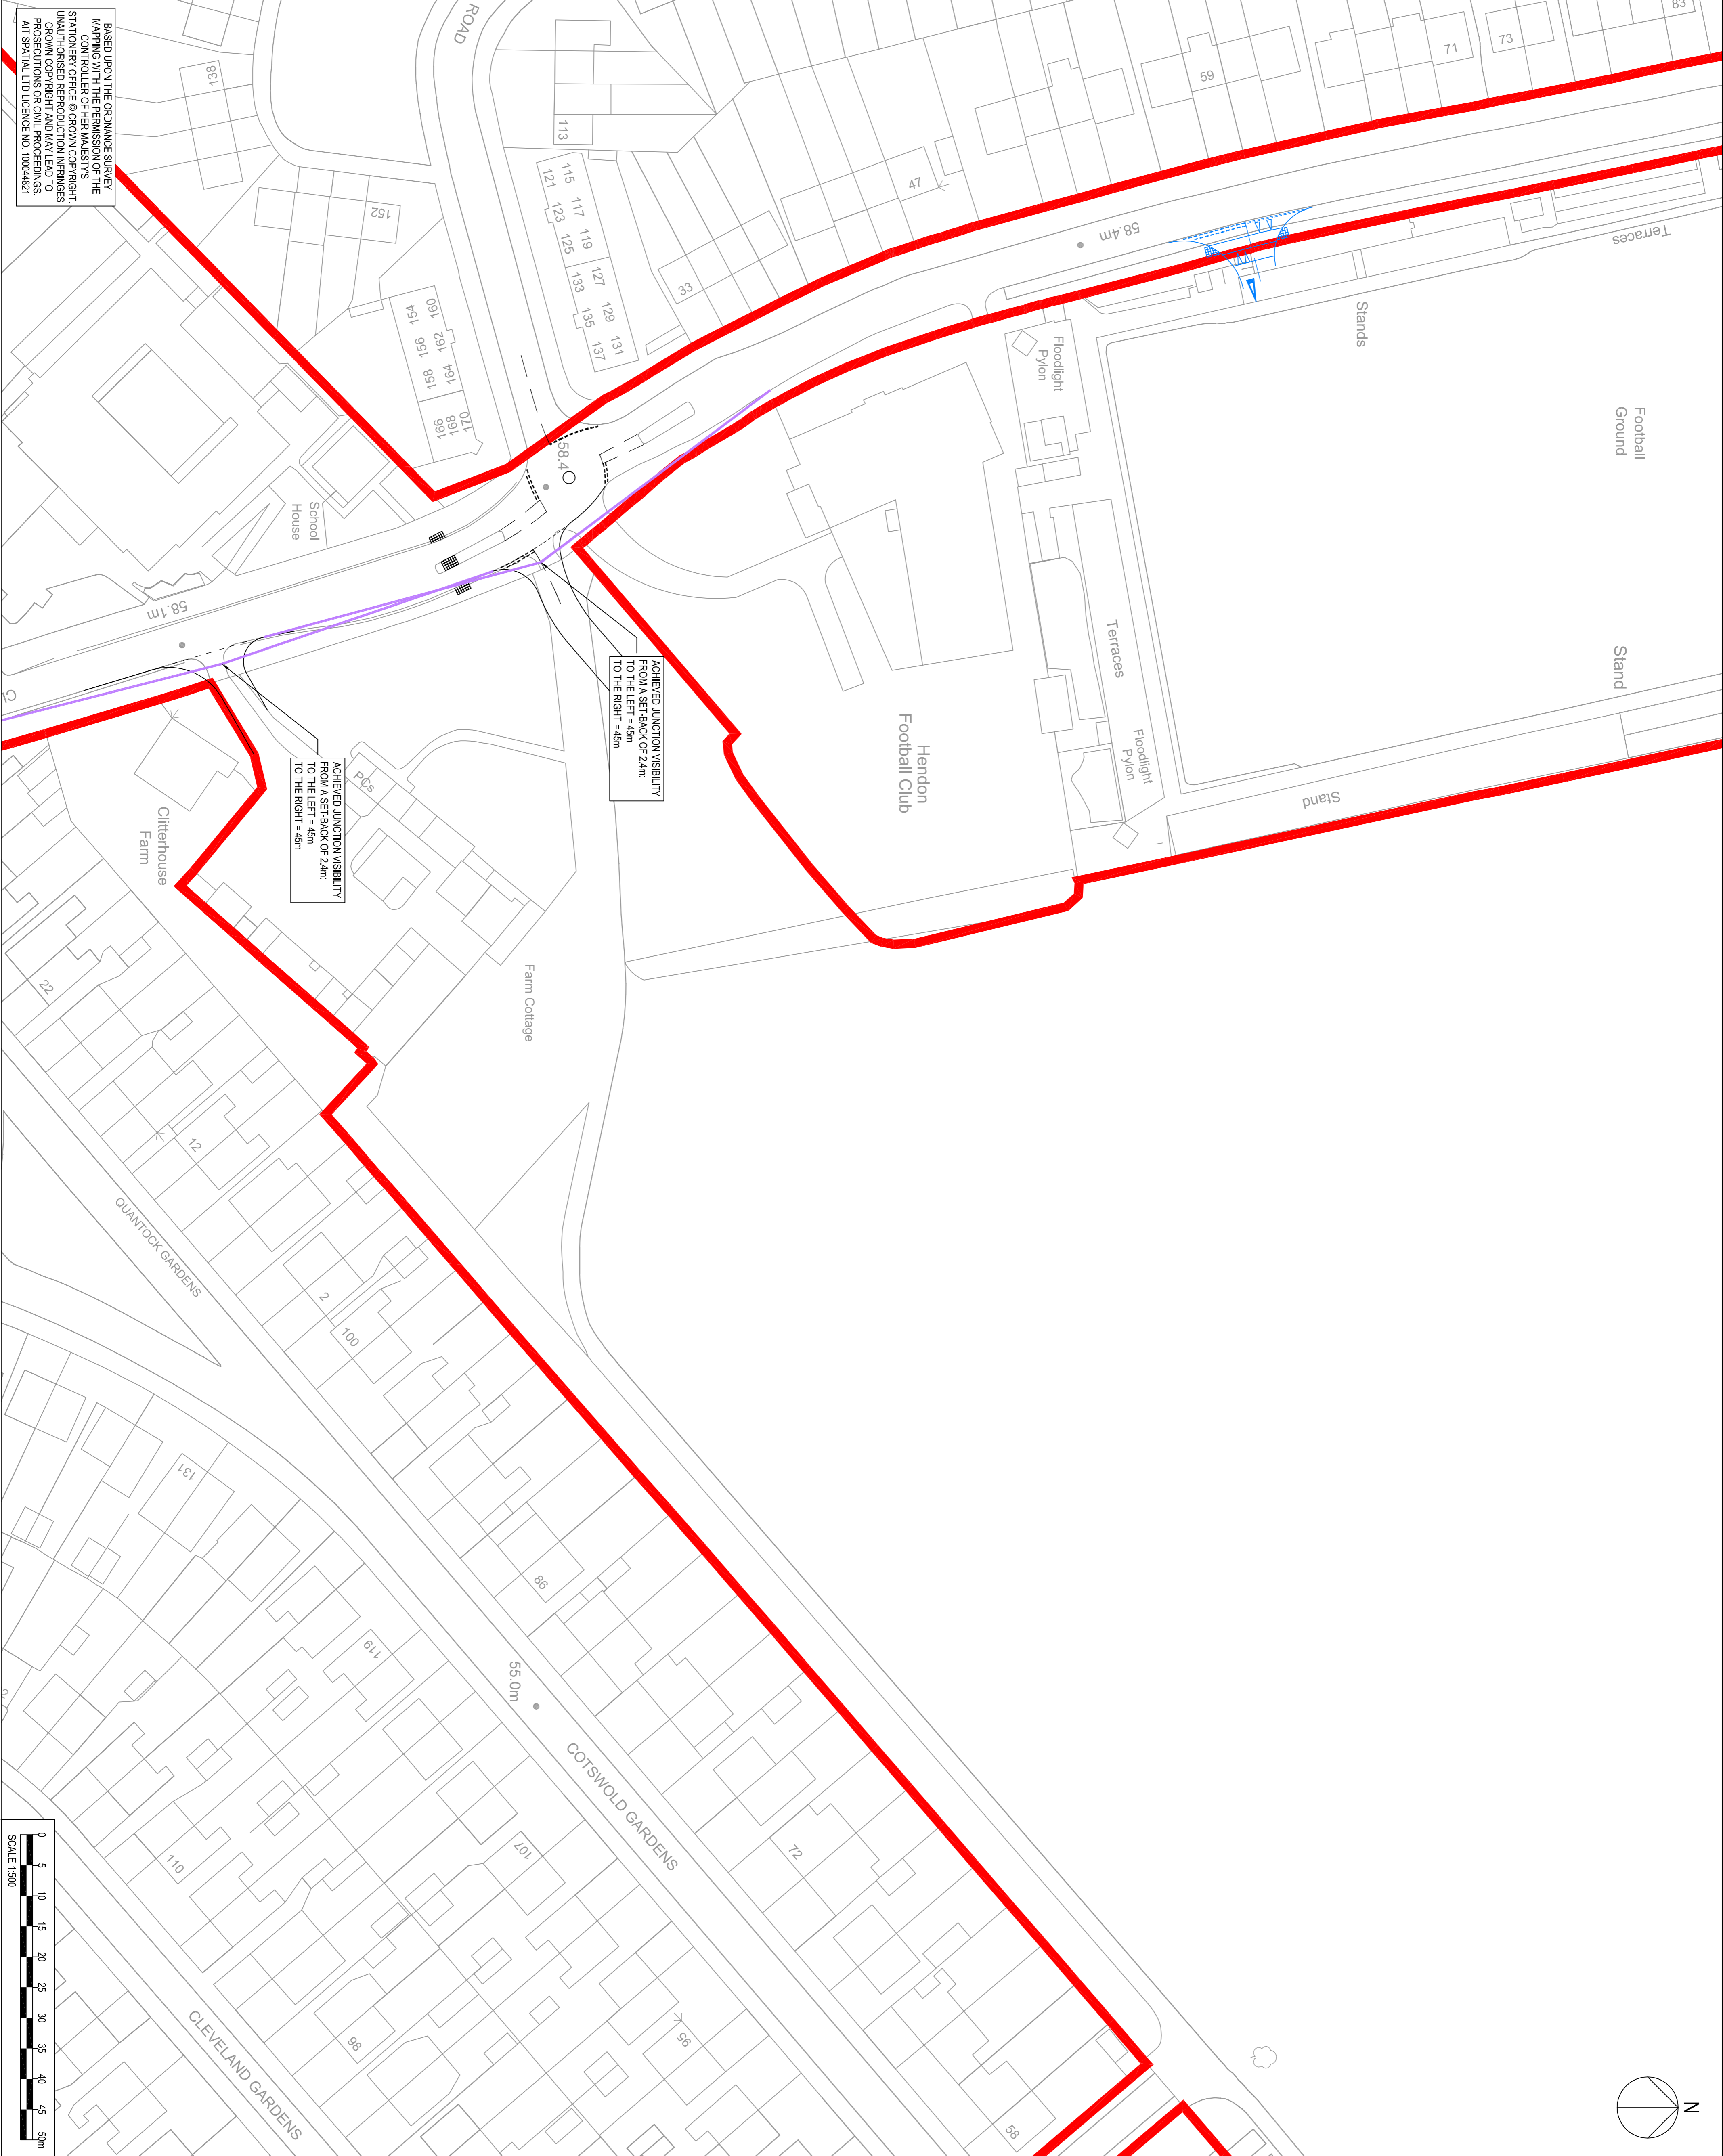 BASED UPON THE ORDNANCE SURVEY
MAPPING WITH THE PERMISSION OF THE
CONTROLLER OF HER MAJESTY'S
STATIONERY OFFICE © CROWN COPYRIGHT.
UNAUTHORISED REPRODUCTION INFRINGES
CROWN COPYRIGHT AND MAY LEAD TO
PROSECUTIONS OR CIVIL PROCEEDINGS.
AIT SPATIAL LTD LICENCE NO. 100044821
ROAD
138
152
113
115
117
119
121
123
125
127
129
131
133
135
137
33
47
59
71
73
83
160
162
164
154
156
158
170
168
166
58.4m
58.4
58.1m
School
House
Terraces
Stands
Floodlight
Pylon
Football
Ground
Stand
Terraces
Floodlight
Pylon
Stand
Hendon
Football Club
ACHIEVED JUNCTION VISIBILITY
FROM A SET-BACK OF 2.4m:
TO THE LEFT = 45m
TO THE RIGHT = 45m
ACHIEVED JUNCTION VISIBILITY
FROM A SET-BACK OF 2.4m:
TO THE LEFT = 45m
TO THE RIGHT = 45m
PCs
Clitterhouse
Farm
Farm Cottage
22
12
2
100
QUANTOCK GARDENS
131
119
86
55.0m
COTSWOLD GARDENS
110
107
72
98
95
58
CLEVELAND GARDENS
N
0
5
10
15
20
25
30
35
40
45
50m
SCALE 1:500